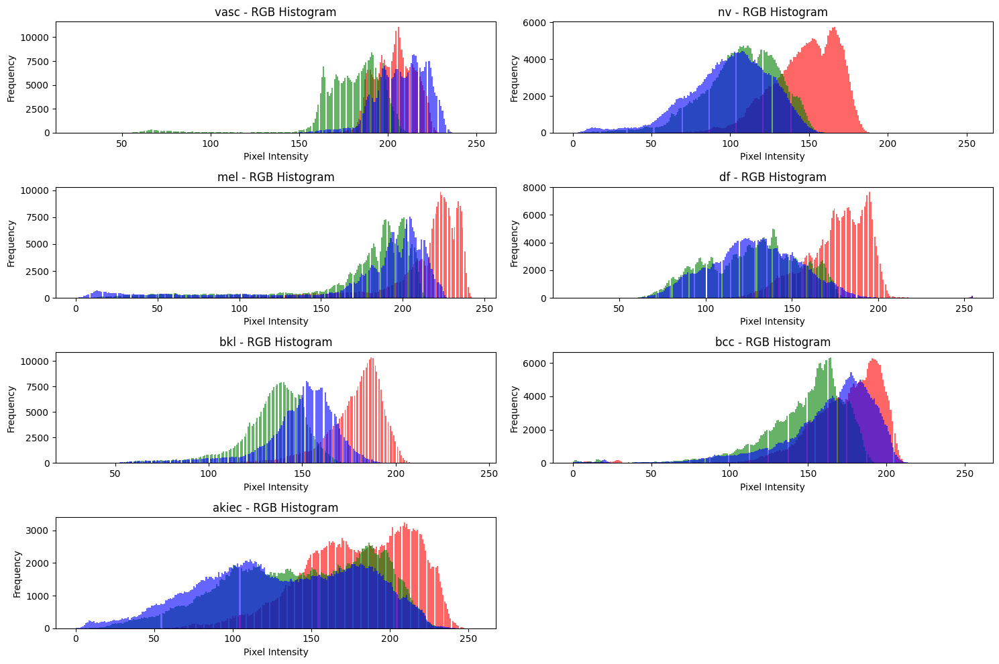 vasc - RGB Histogram
Frequency
10000
7500
5000
2500
0
50 100 150 200 250
Pixel Intensity
nv - RGB Histogram
Frequency
6000
4000
2000
0
0 50 100 150 200 250
Pixel Intensity
mel - RGB Histogram
Frequency
10000
7500
5000
2500
0
0 50 100 150 200 250
Pixel Intensity
df - RGB Histogram
Frequency
8000
6000
4000
2000
0
50 100 150 200 250
Pixel Intensity
bkl - RGB Histogram
Frequency
10000
7500
5000
2500
0
50 100 150 200 250
Pixel Intensity
bcc - RGB Histogram
Frequency
6000
4000
2000
0
0 50 100 150 200 250
Pixel Intensity
akiec - RGB Histogram
Frequency
3000
2000
1000
0
0 50 100 150 200 250
Pixel Intensity